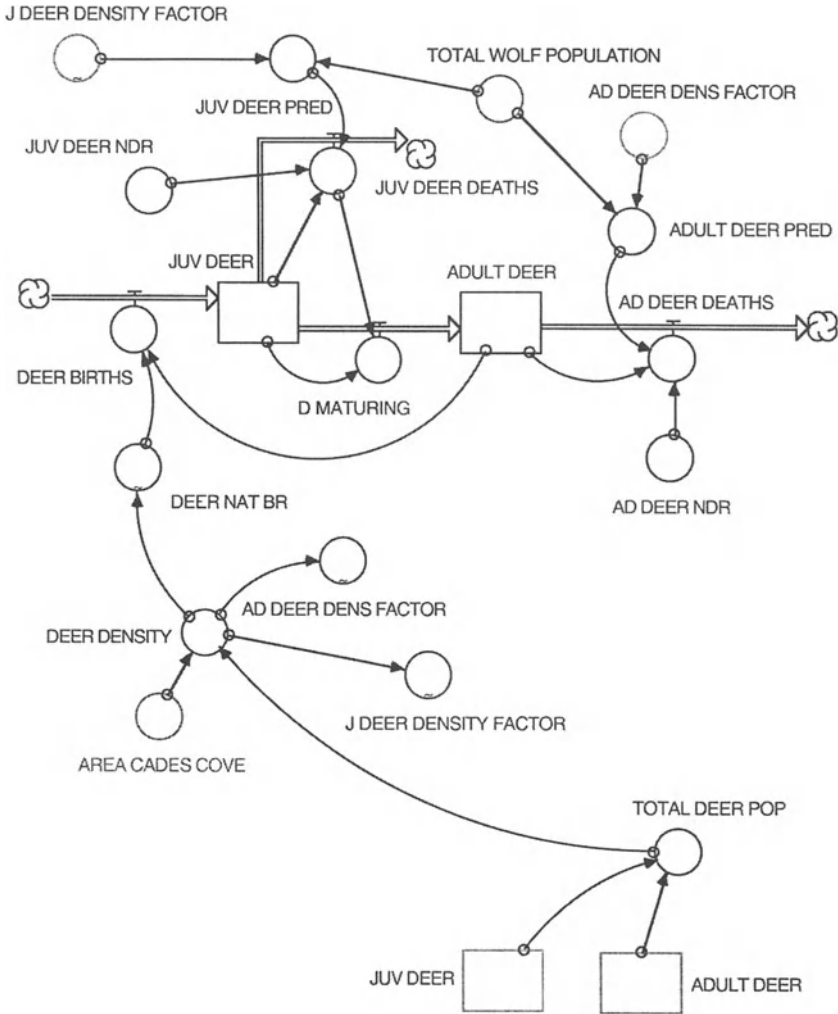 J DEER DENSITY FACTOR
TOTAL WOLF POPULATION
AD DEER DENS FACTOR
JUV DEER PRED
JUV DEER NDR
JUV DEER DEATHS
ADULT DEER PRED
JUV DEER
ADULT DEER
AD DEER DEATHS
DEER BIRTHS
D MATURING
DEER NAT BR
AD DEER NDR
AD DEER DENS FACTOR
DEER DENSITY
J DEER DENSITY FACTOR
AREA CADES COVE
TOTAL DEER POP
JUV DEER
ADULT DEER